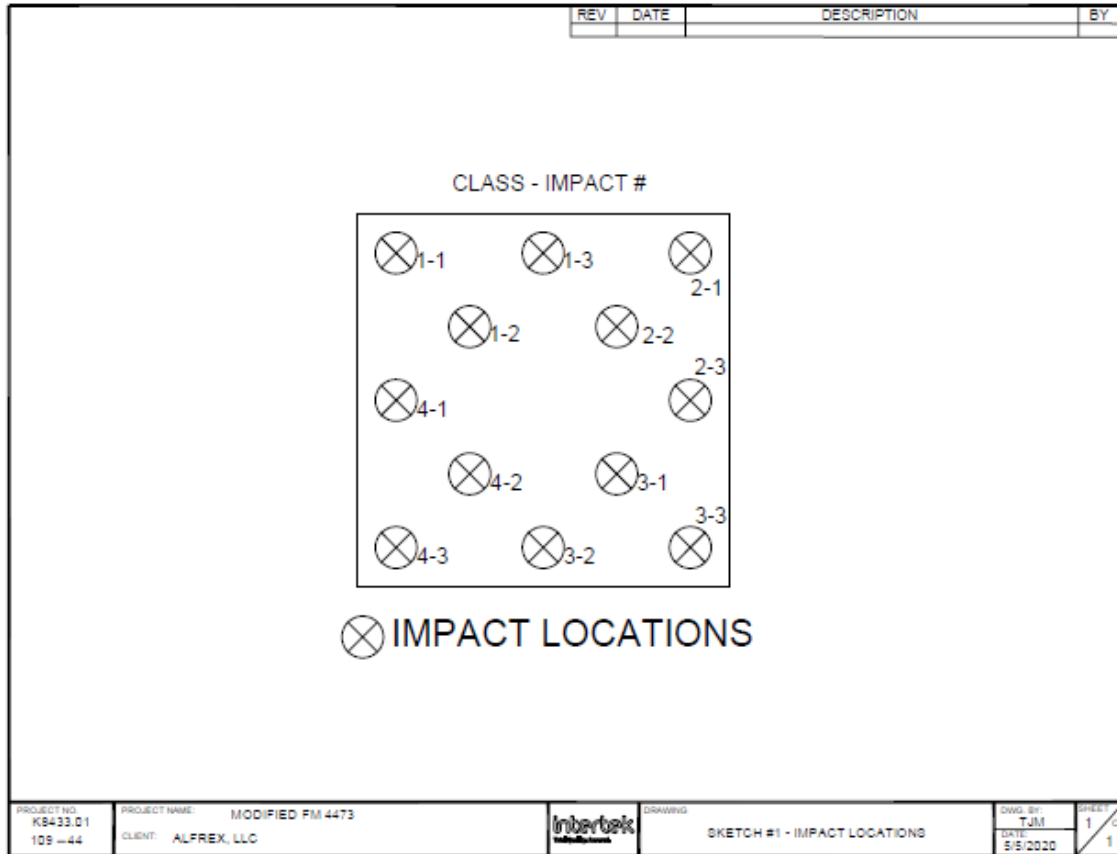 REV DATE DESCRIPTION BY
CLASS - IMPACT #
1-1 1-3
2-1
1-2 2-2
2-3
4-1
4-2 3-1
3-3
4-3 3-2
IMPACT LOCATIONS
PROJECT NO.
K8433.01
109 –44
PROJECT NAME: MODIFIED FM 4473
CLIENT: ALFREX, LLC
intertek
DRAWING
SKETCH #1 - IMPACT LOCATIONS
DWG. BY:
TJM
DATE:
5/5/2020
SHEET
1
1